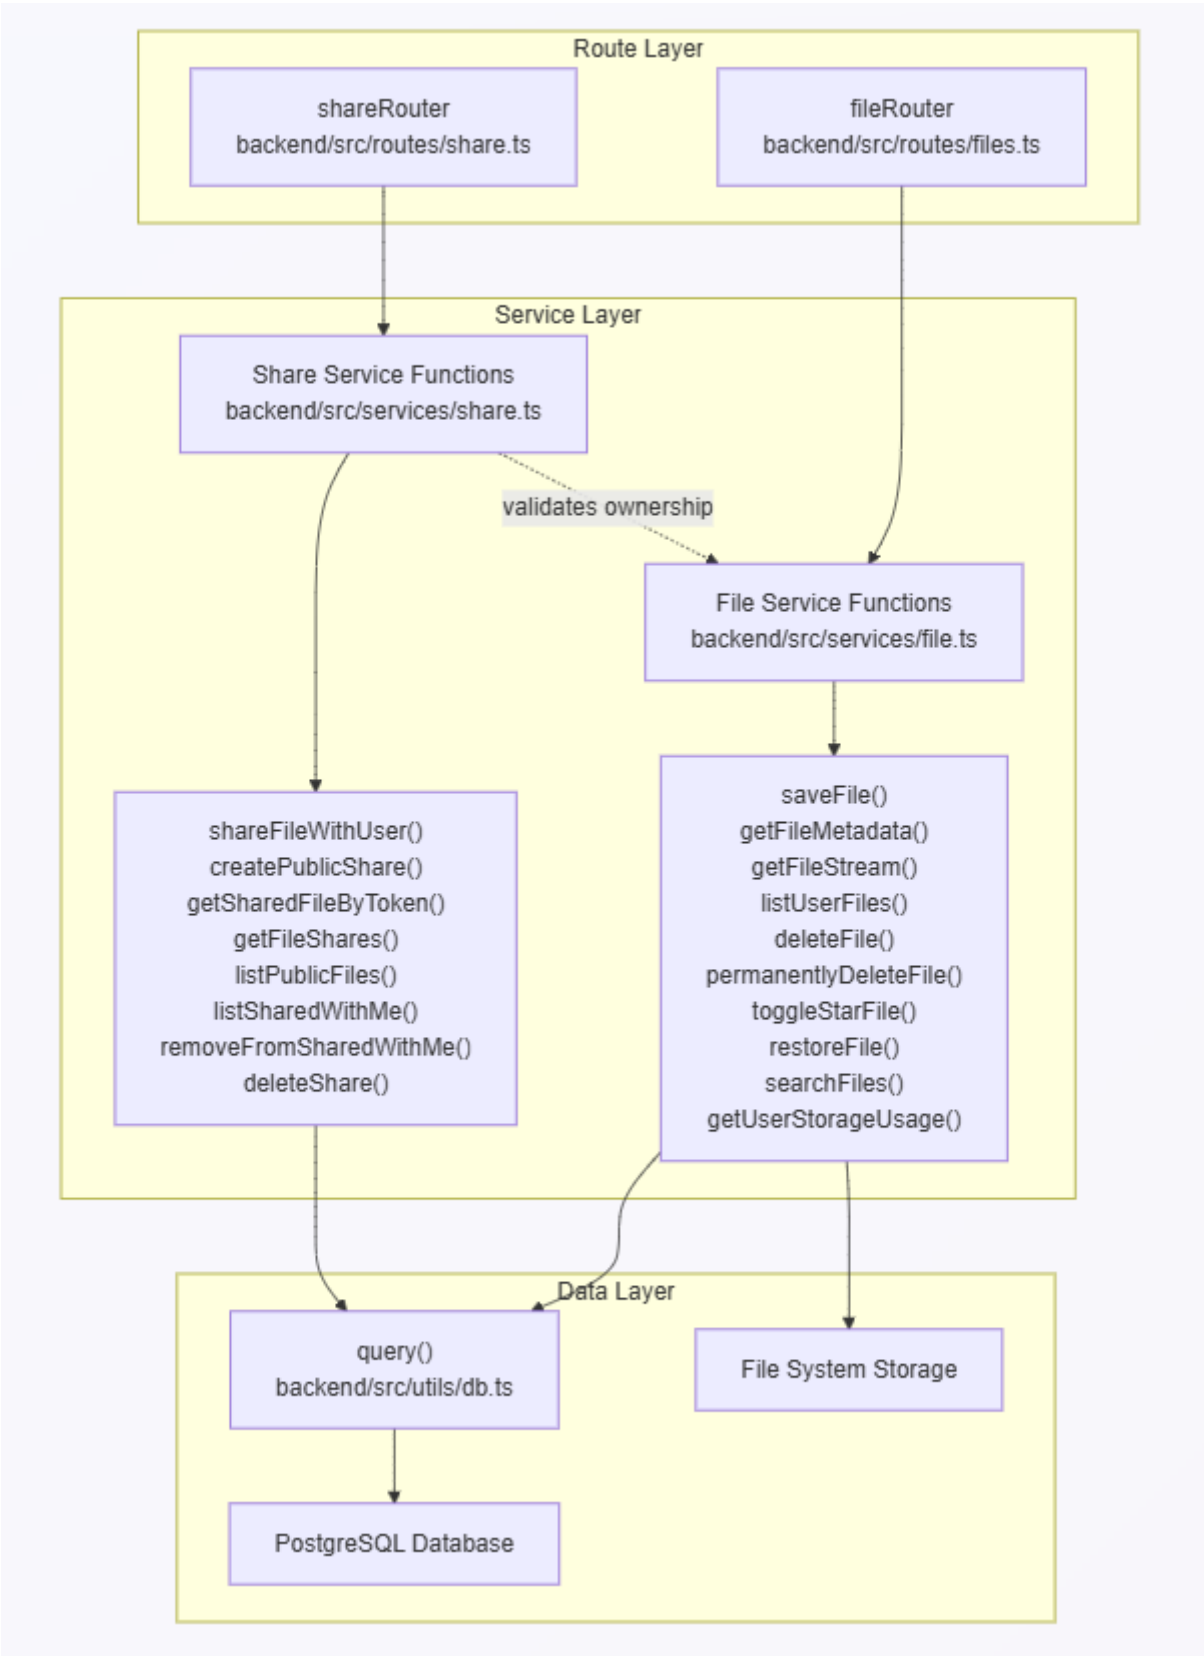 Route Layer
shareRouter
backend/src/routes/share.ts
fileRouter
backend/src/routes/files.ts
Service Layer
Share Service Functions
backend/src/services/share.ts
validates ownership
File Service Functions
backend/src/services/file.ts
shareFileWithUser()
createPublicShare()
getSharedFileByToken()
getFileShares()
listPublicFiles()
listSharedWithMe()
removeFromSharedWithMe()
deleteShare()
saveFile()
getFileMetadata()
getFileStream()
listUserFiles()
deleteFile()
permanentlyDeleteFile()
toggleStarFile()
restoreFile()
searchFiles()
getUserStorageUsage()
Data Layer
query()
backend/src/utils/db.ts
File System Storage
PostgreSQL Database